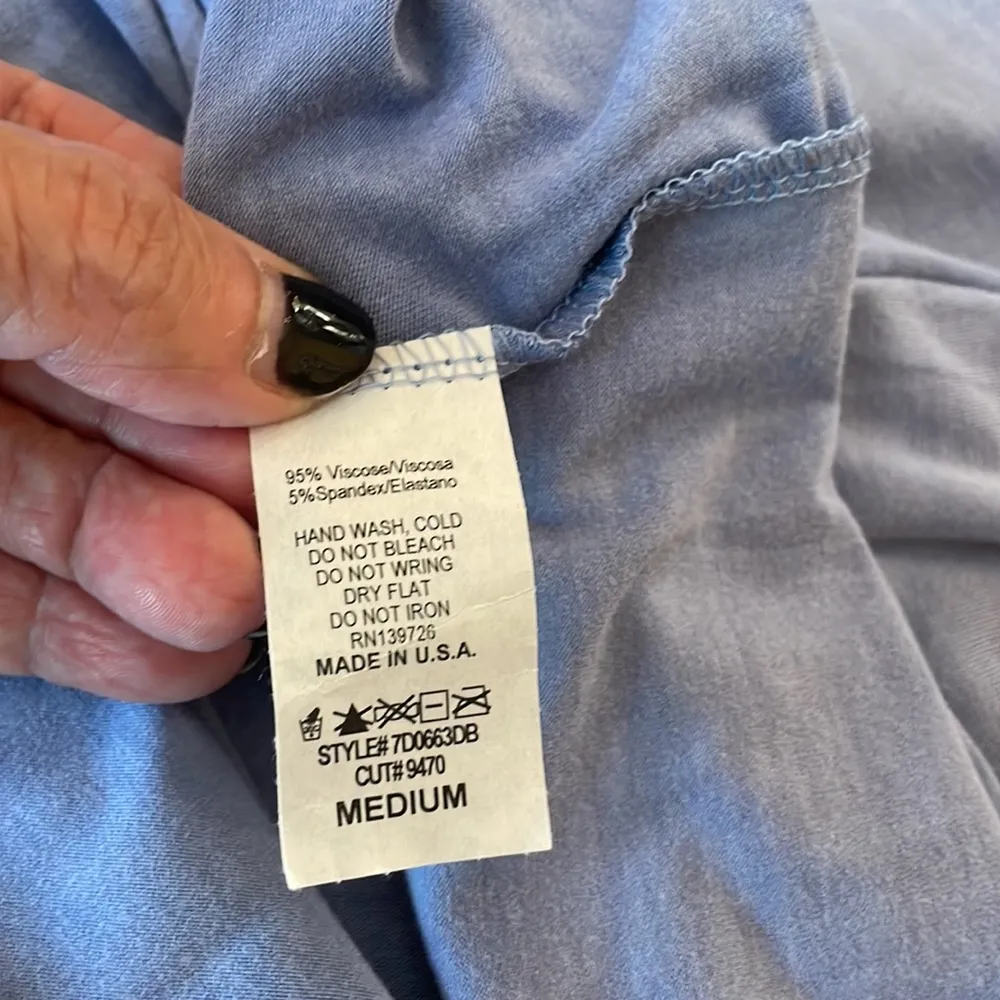 95% Viscose/Viscosa
5%Spandex/Elastano
HAND WASH, COLD
DO NOT BLEACH
DO NOT WRING
DRY FLAT
DO NOT IRON
RN139726
MADE IN U.S.A.
STYLE# 7D0663DB
CUT# 9470
MEDIUM